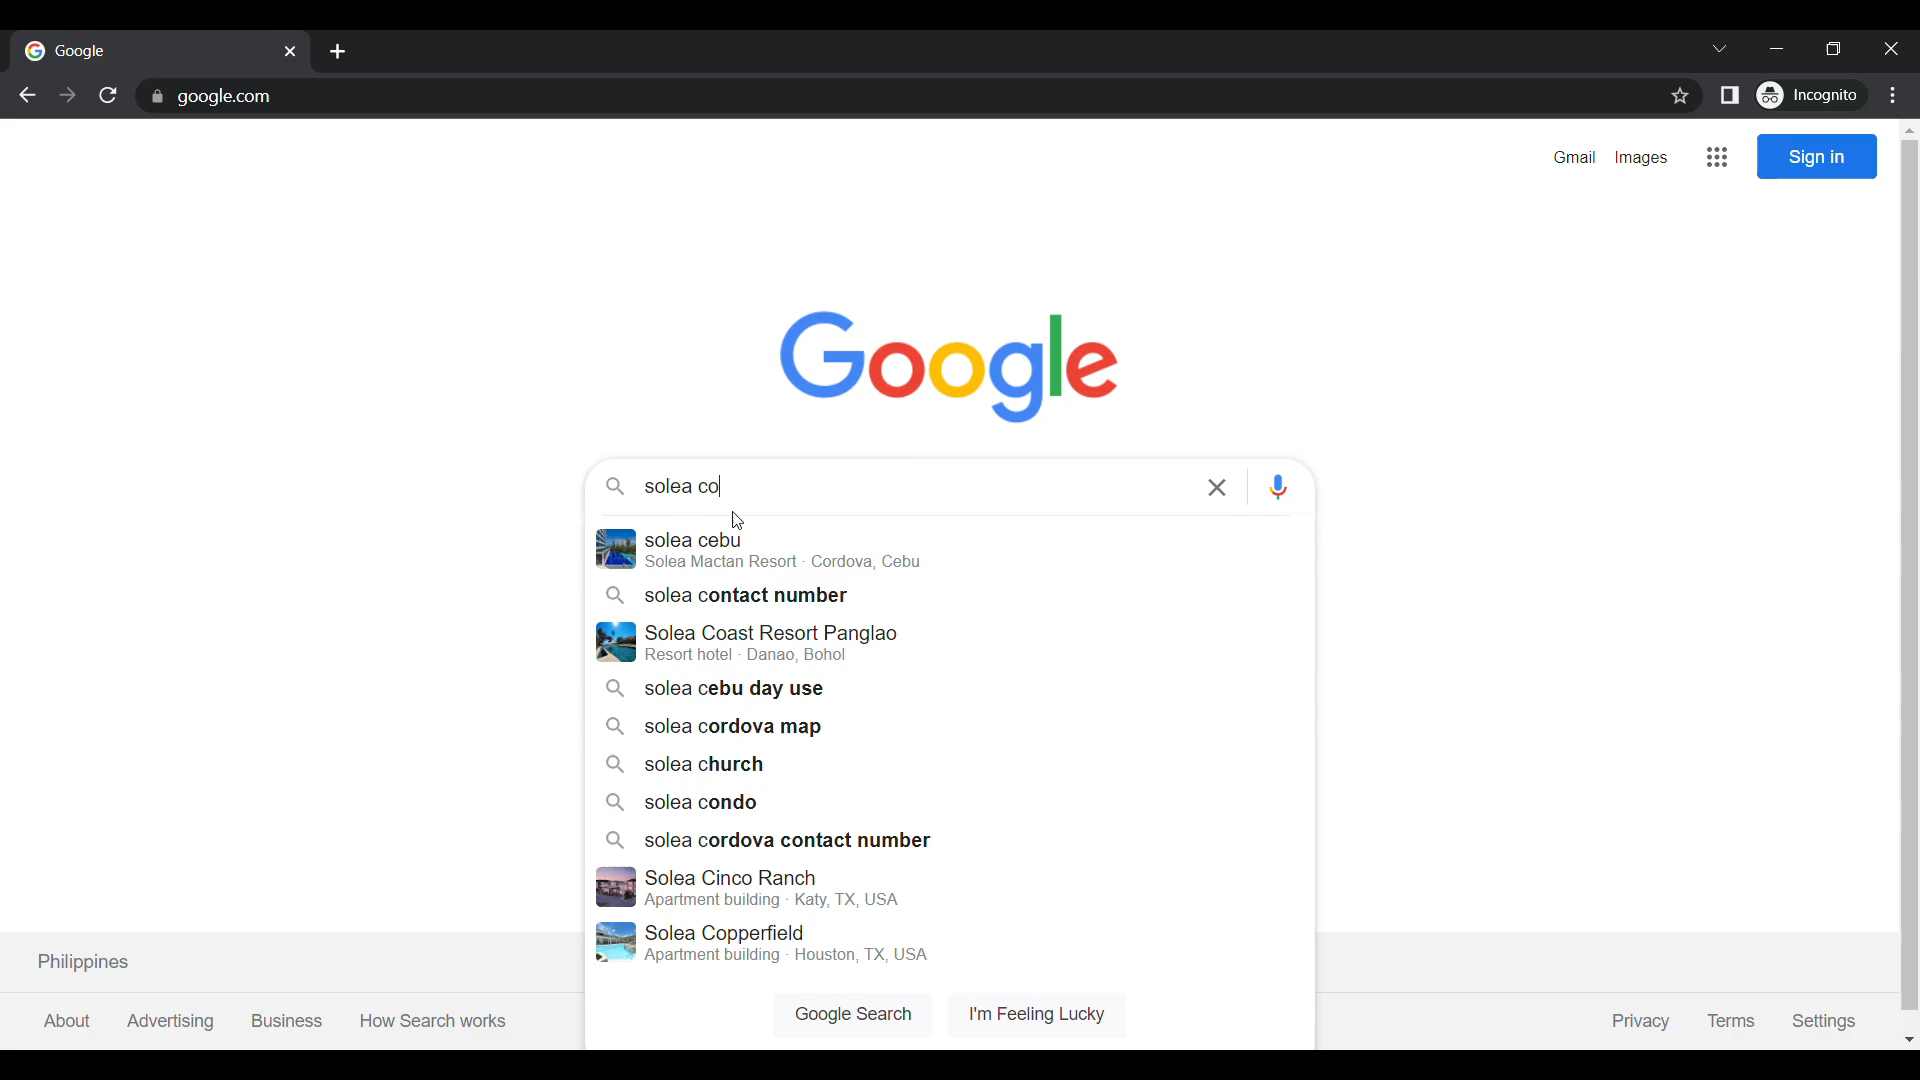 Google
google.com
Incognito
Gmail Images
Sign in
Google
solea co
solea cebu
Solea Mactan Resort · Cordova, Cebu
solea contact number
Solea Coast Resort Panglao
Resort hotel · Danao, Bohol
solea cebu day use
solea cordova map
solea church
solea condo
solea cordova contact number
Solea Cinco Ranch
Apartment building · Katy, TX, USA
Solea Copperfield
Apartment building · Houston, TX, USA
Google Search I'm Feeling Lucky
Philippines
About Advertising Business How Search works Privacy Terms Settings